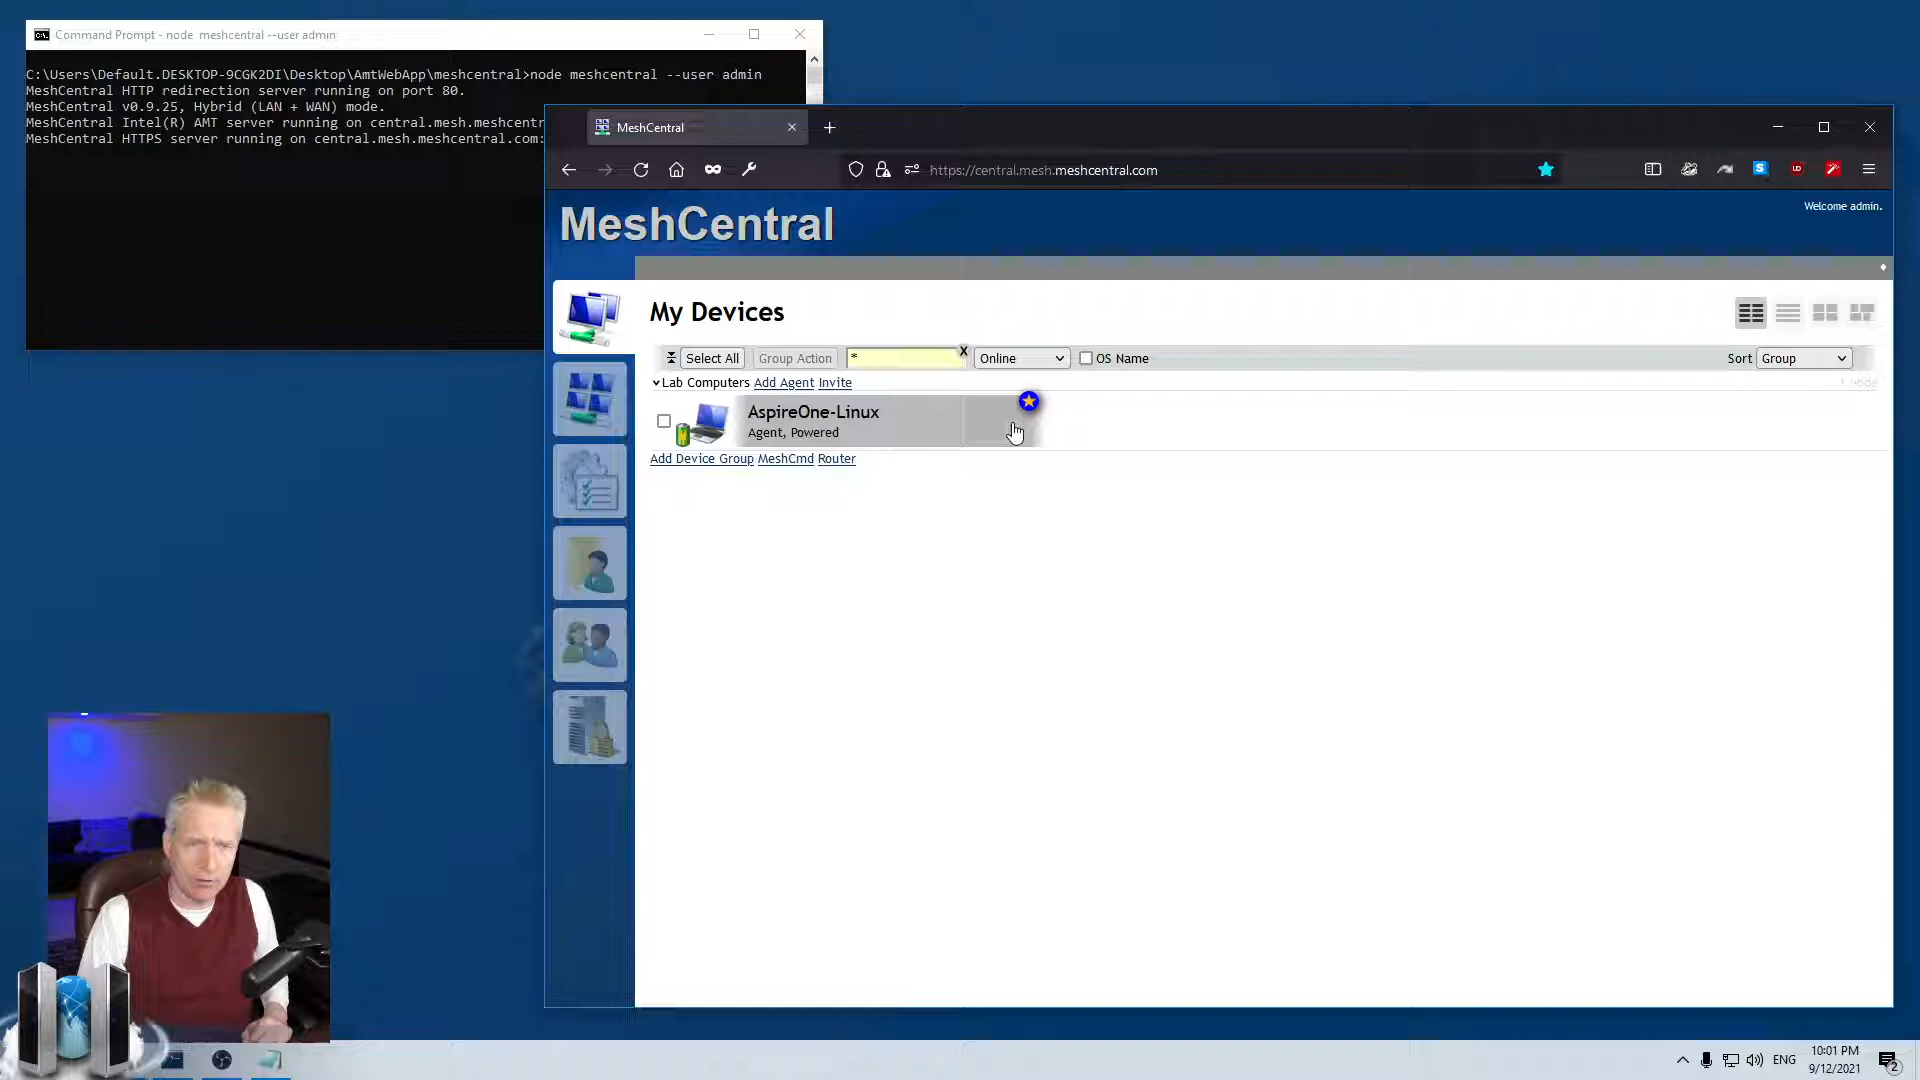 Command Prompt - node meshcentral --user admin
C:\Users\Default.DESKTOP-9CGK2DI\Desktop\AmtWebApp\meshcentral>node meshcentral --user admin
MeshCentral HTTP redirection server running on port 80.
MeshCentral v0.9.25, Hybrid (LAN + WAN) mode.
MeshCentral Intel(R) AMT server running on central.mesh.meshcentr
MeshCentral HTTPS server running on central.mesh.meshcentral.com:
MeshCentral
https://central.mesh.meshcentral.com
MeshCentral
Welcome admin.
My Devices
Select All Group Action * X Online OS Name Sort Group
Lab Computers Add Agent Invite
1 node
AspireOne-Linux
Agent, Powered
Add Device Group MeshCmd Router
ENG
10:01 PM
9/12/2021
2